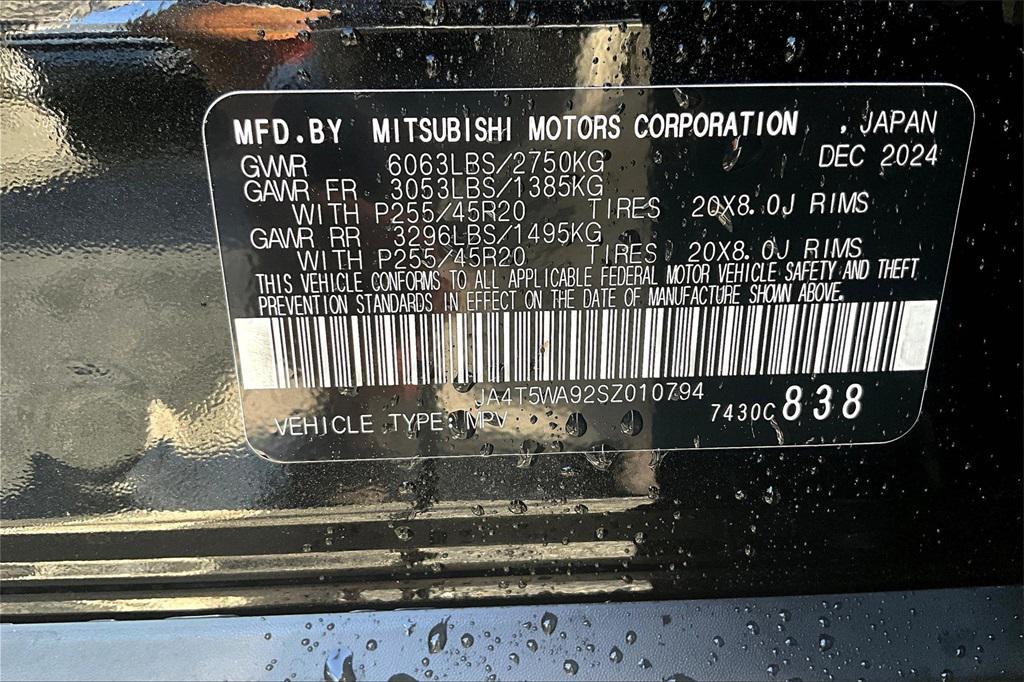 MFD.BY MITSUBISHI MOTORS CORPORATION , JAPAN
DEC 2024
GWR 6063LBS/2750KG
GAWR FR 3053LBS/1385KG
WITH P255/45R20 TIRES 20X8.0J RIMS
GAWR RR 3296LBS/1495KG
WITH P255/45R20 TIRES 20X8.0J RIMS
THIS VEHICLE CONFORMS TO ALL APPLICABLE FEDERAL MOTOR VEHICLE SAFETY AND THEFT
PREVENTION STANDARDS IN EFFECT ON THE DATE OF MANUFACTURE SHOWN ABOVE.
JA4T5WA92SZ010794
VEHICLE TYPE: MPV 7430C 838